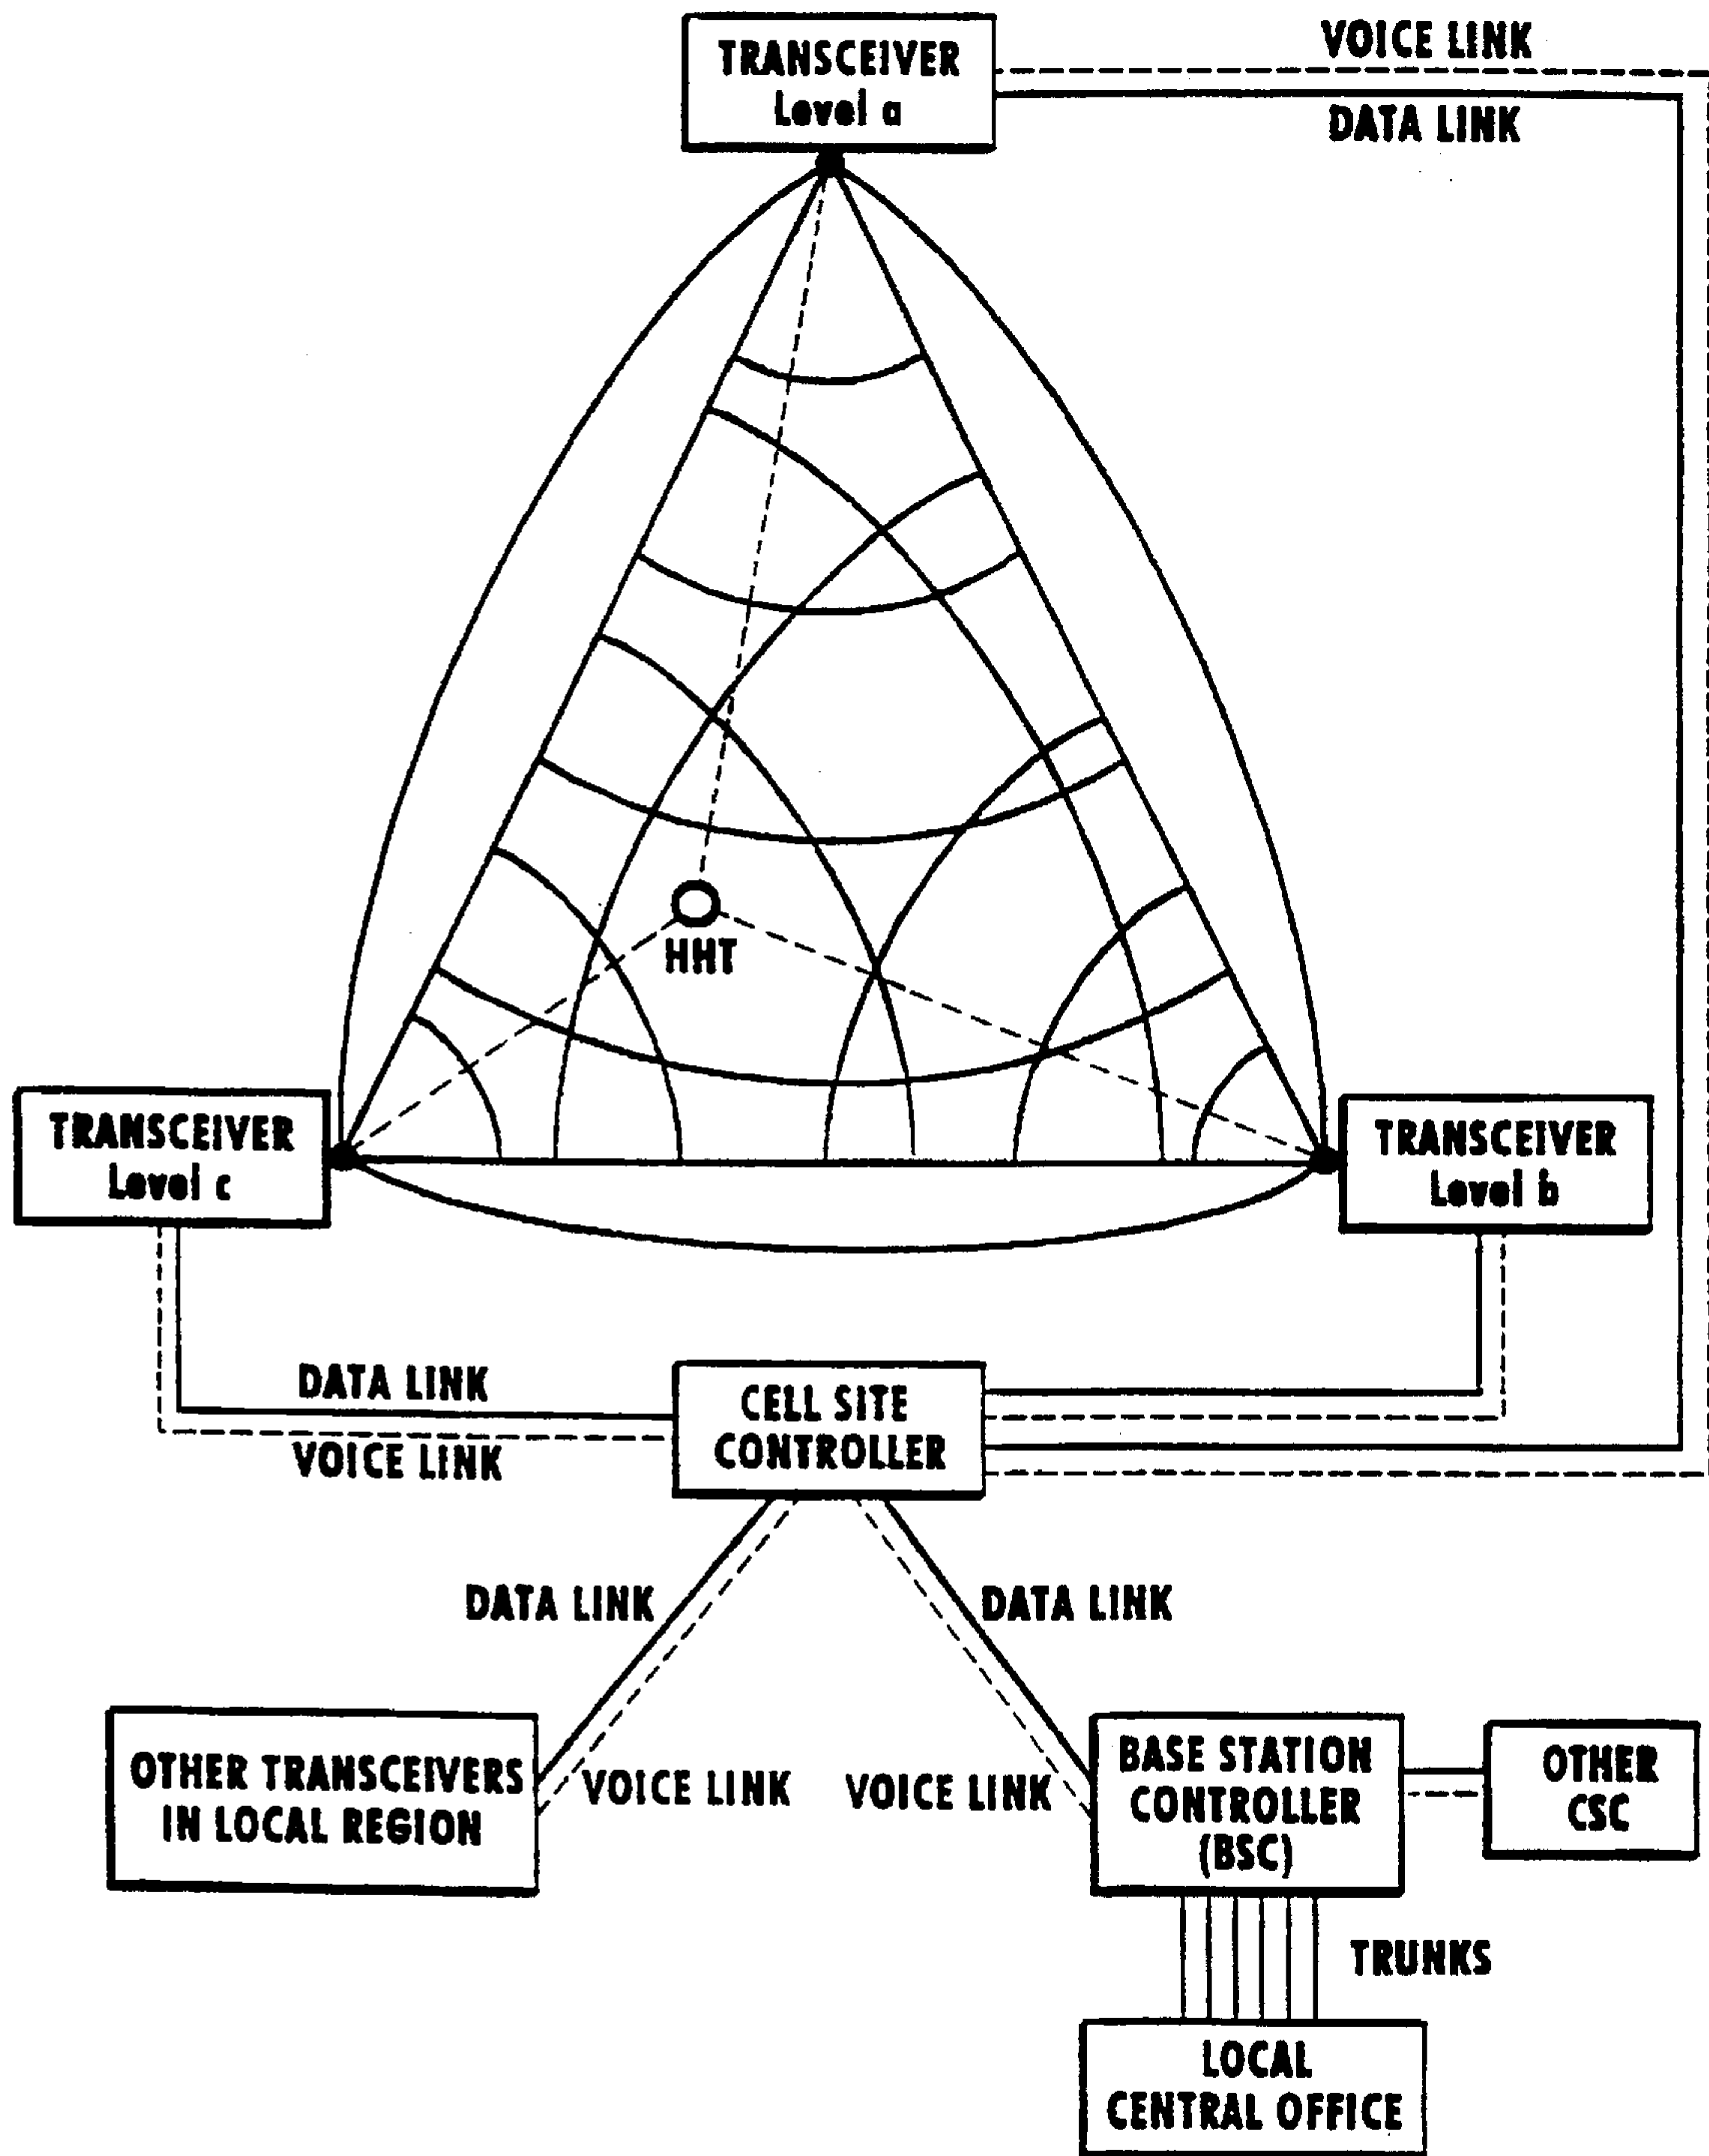 TRANSCEIVER
Level a
VOICE LINK
DATA LINK
HHT
TRANSCEIVER
Level c
TRANSCEIVER
Level b
DATA LINK
VOICE LINK
CELL SITE
CONTROLLER
DATA LINK
DATA LINK
OTHER TRANSCEIVERS
IN LOCAL REGION
VOICE LINK
VOICE LINK
BASE STATION
CONTROLLER
(BSC)
OTHER
CSC
TRUNKS
LOCAL
CENTRAL OFFICE